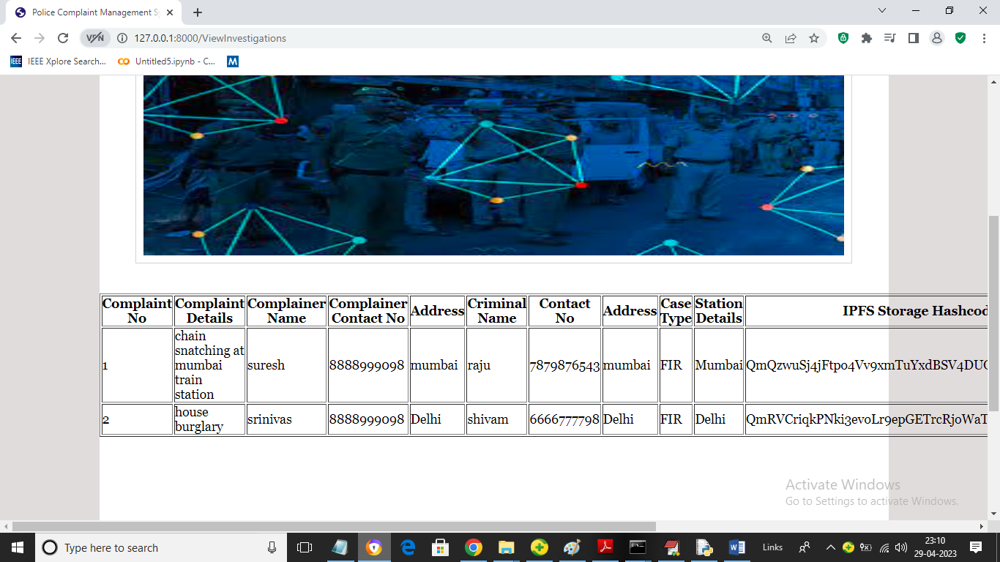 Police Complaint Management S
VPN
127.0.0.1:8000/ViewInvestigations
IEEE IEEE Xplore Search... Untitled5.ipynb - C... M
Complaint No Complaint Details Complainer Name Complainer Contact No Address Criminal Name Contact No Address Case Type Station Details IPFS Storage Hashcod
1 chain snatching at mumbai train station suresh 8888999098 mumbai raju 7879876543 mumbai FIR Mumbai QmQzwuSj4jFtpo4Vv9xmTuYxdBSV4DU
2 house burglary srinivas 8888999098 Delhi shivam 6666777798 Delhi FIR Delhi QmRVCriqkPNki3evoLr9epGETrcRjoWaT
Activate Windows
Go to Settings to activate Windows.
Type here to search
Links
23:10
29-04-2023